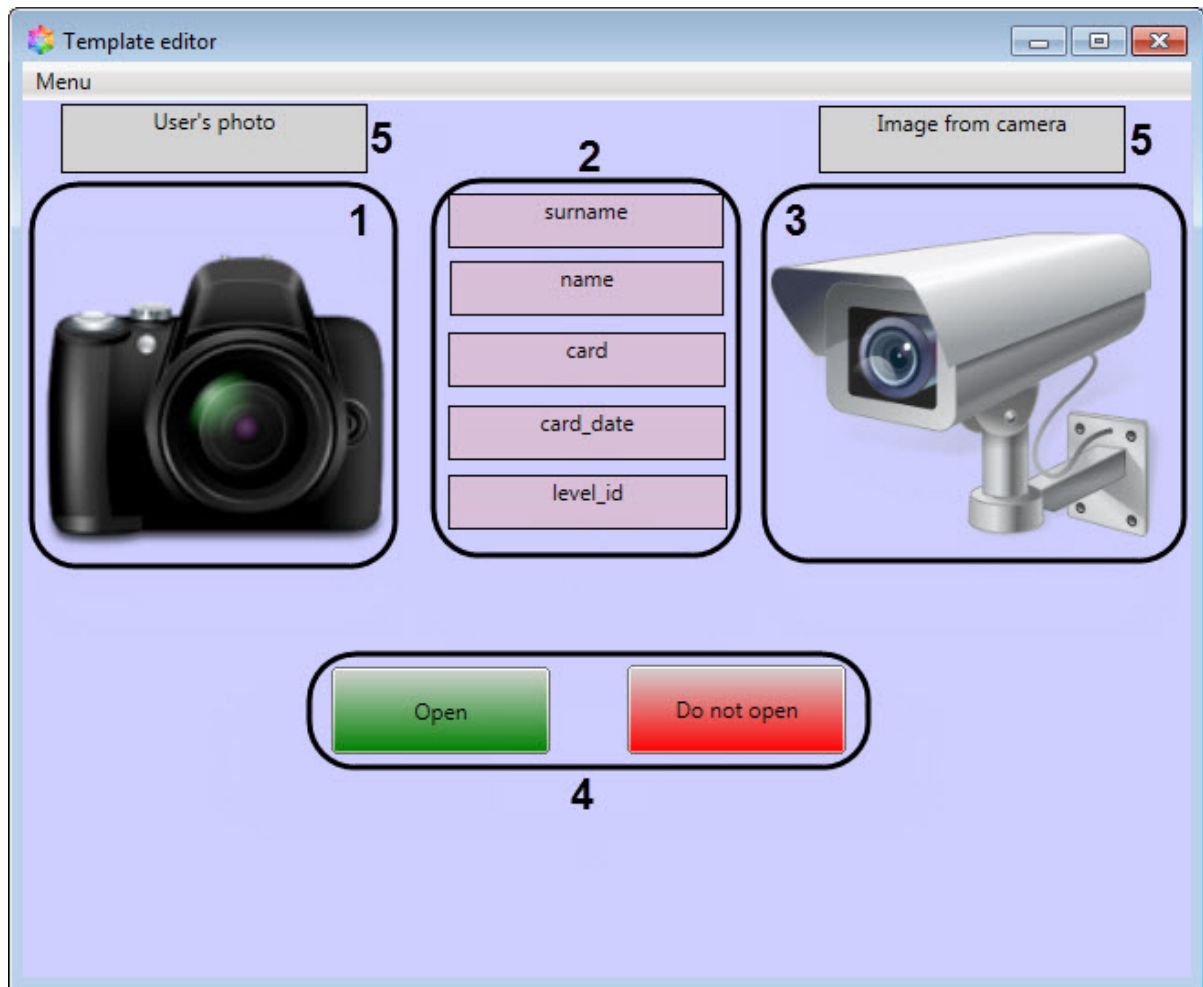 Template editor
Menu
User's photo
5
Image from camera
5
2
1
surname
name
card
card_date
level_id
3
Open
Do not open
4